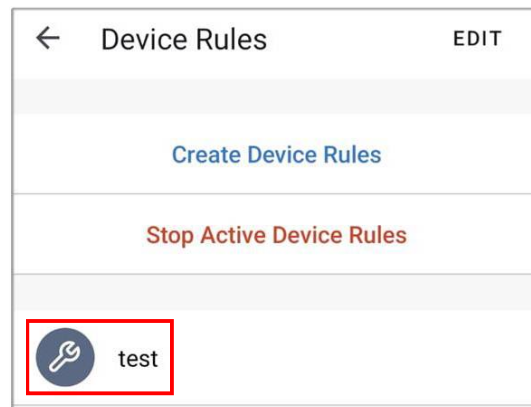 Device Rules EDIT
Create Device Rules
Stop Active Device Rules
test